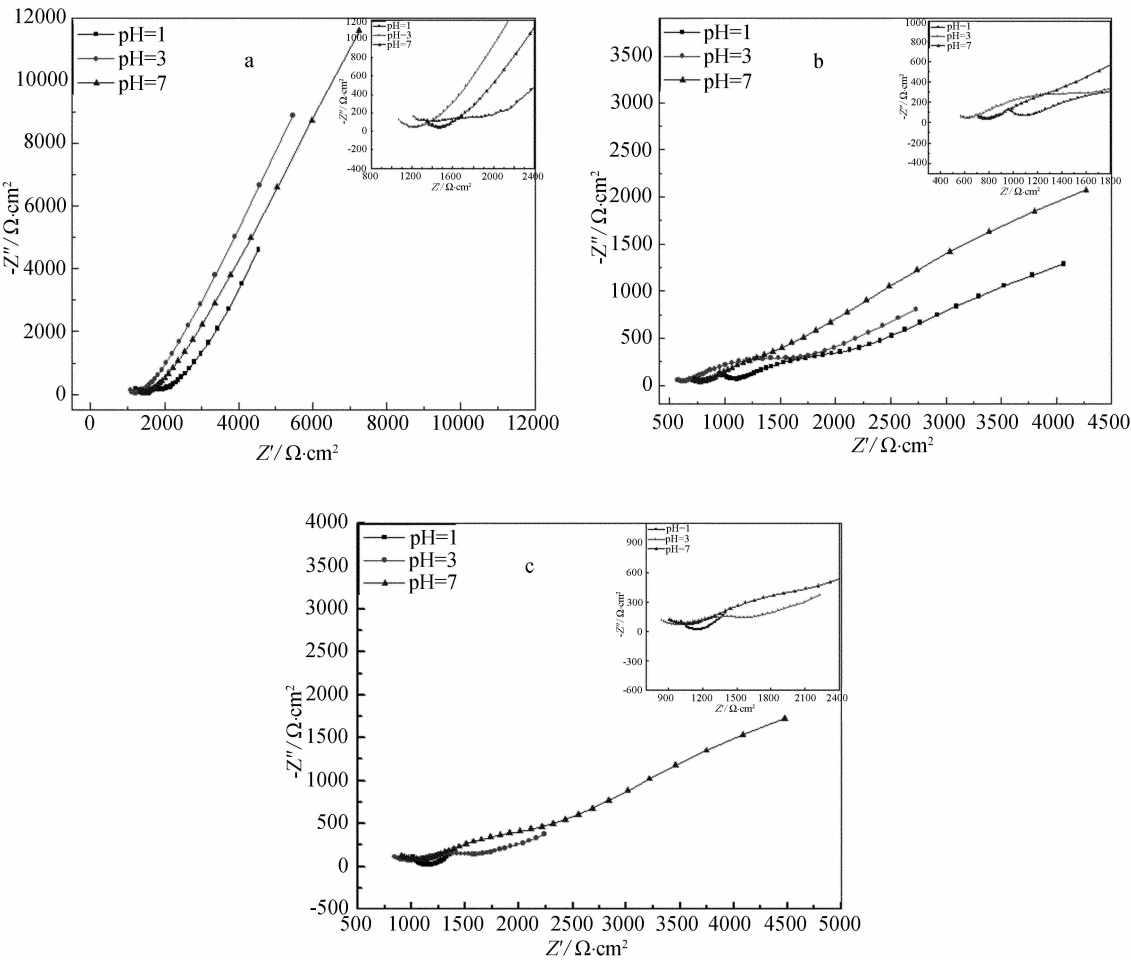 12000
10000
8000
6000
4000
2000
0
-Z''/ Ω·cm²
pH=1
pH=3
pH=7
a
0
2000
4000
6000
8000
10000
12000
Z'/ Ω·cm²
1200
1000
800
600
400
200
0
-200
-400
-Z''/ Ω·cm²
pH=1
pH=3
pH=7
800
1200
1600
2000
2400
Z'/ Ω·cm²
3500
3000
2500
2000
1500
1000
500
0
-Z''/ Ω·cm²
pH=1
pH=3
pH=7
b
500
1000
1500
2000
2500
3000
3500
4000
4500
Z'/ Ω·cm²
1000
800
600
400
200
0
-200
-400
-Z''/ Ω·cm²
pH=1
pH=3
pH=7
400
600
800
1000
1200
1400
1600
1800
Z'/ Ω·cm²
4000
3500
3000
2500
2000
1500
1000
500
0
-500
-Z''/ Ω·cm²
pH=1
pH=3
pH=7
c
500
1000
1500
2000
2500
3000
3500
4000
4500
5000
Z'/ Ω·cm²
900
600
300
0
-300
-600
-Z''/ Ω·cm²
pH=1
pH=3
pH=7
900
1200
1500
1800
2100
2400
Z'/ Ω·cm²